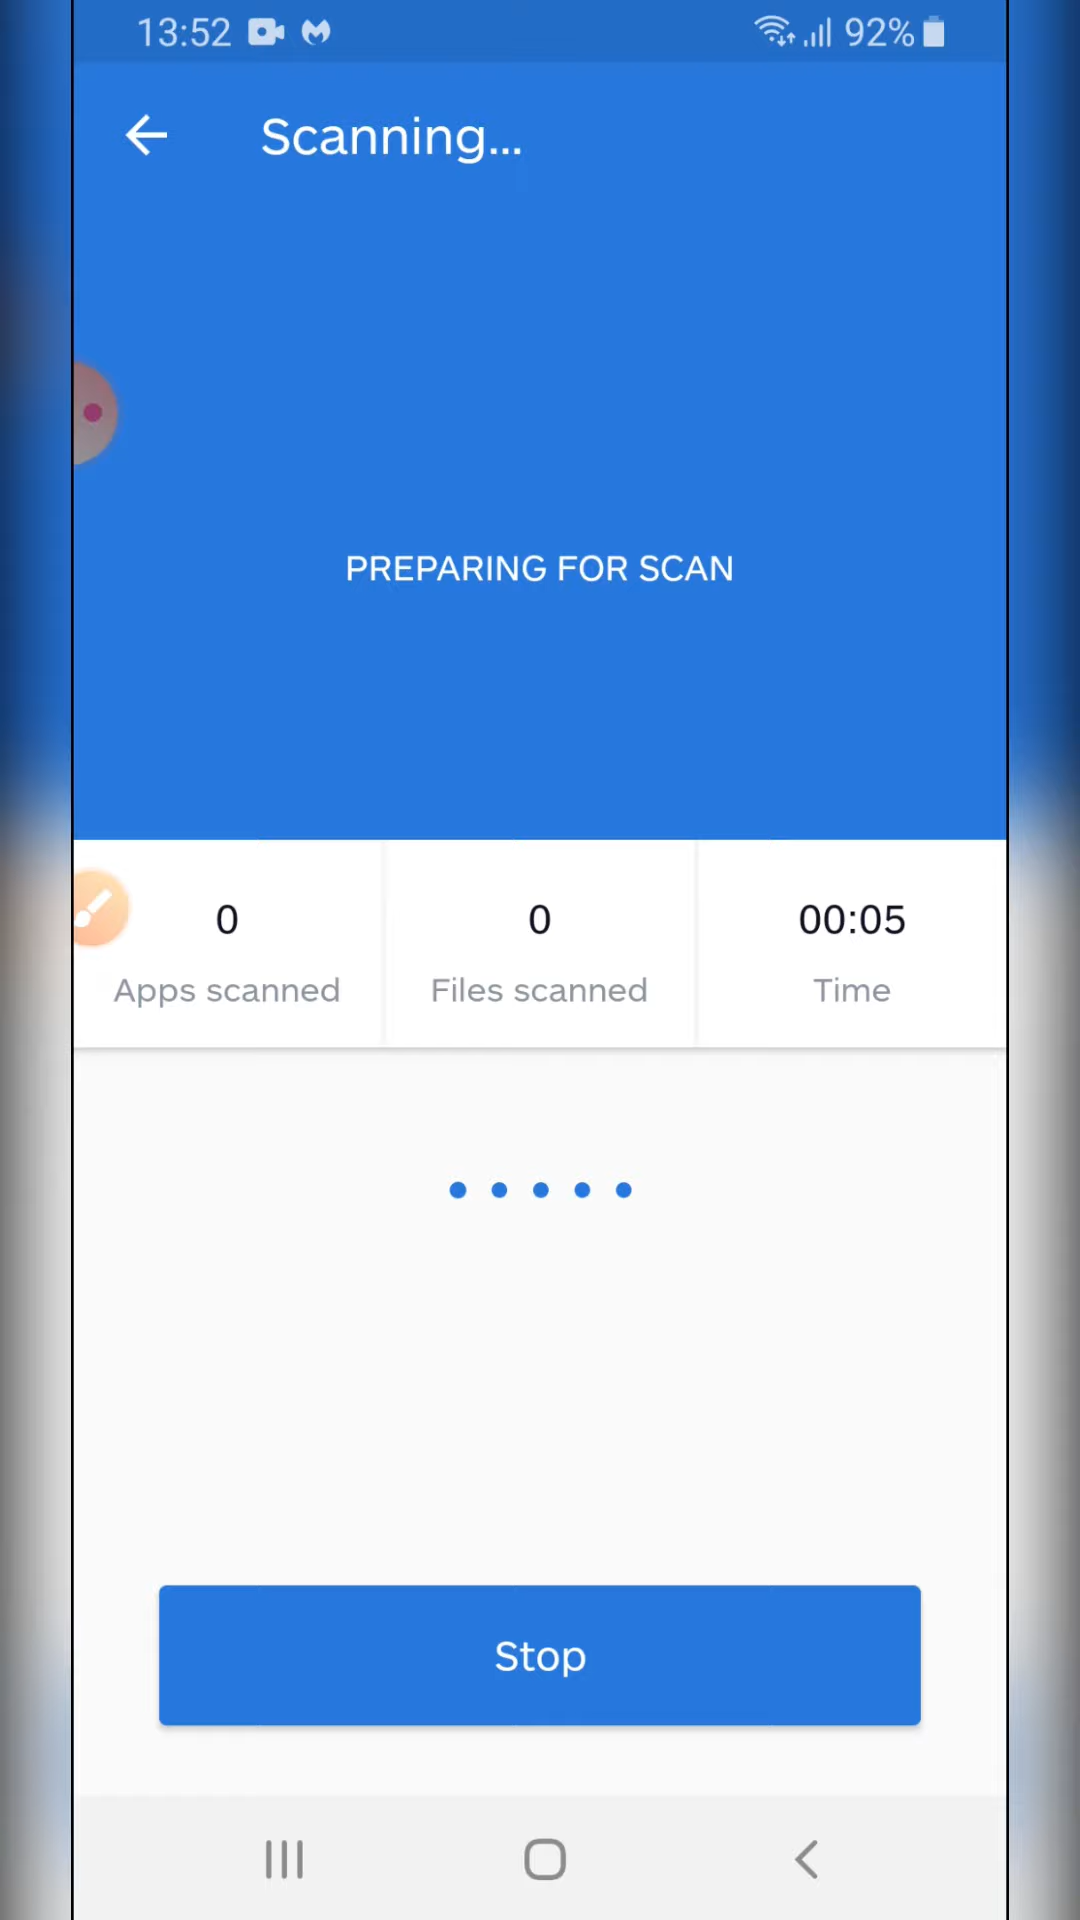 13:52 92%
Scanning...
PREPARING FOR SCAN
0 0 00:05
Apps scanned Files scanned Time
Stop